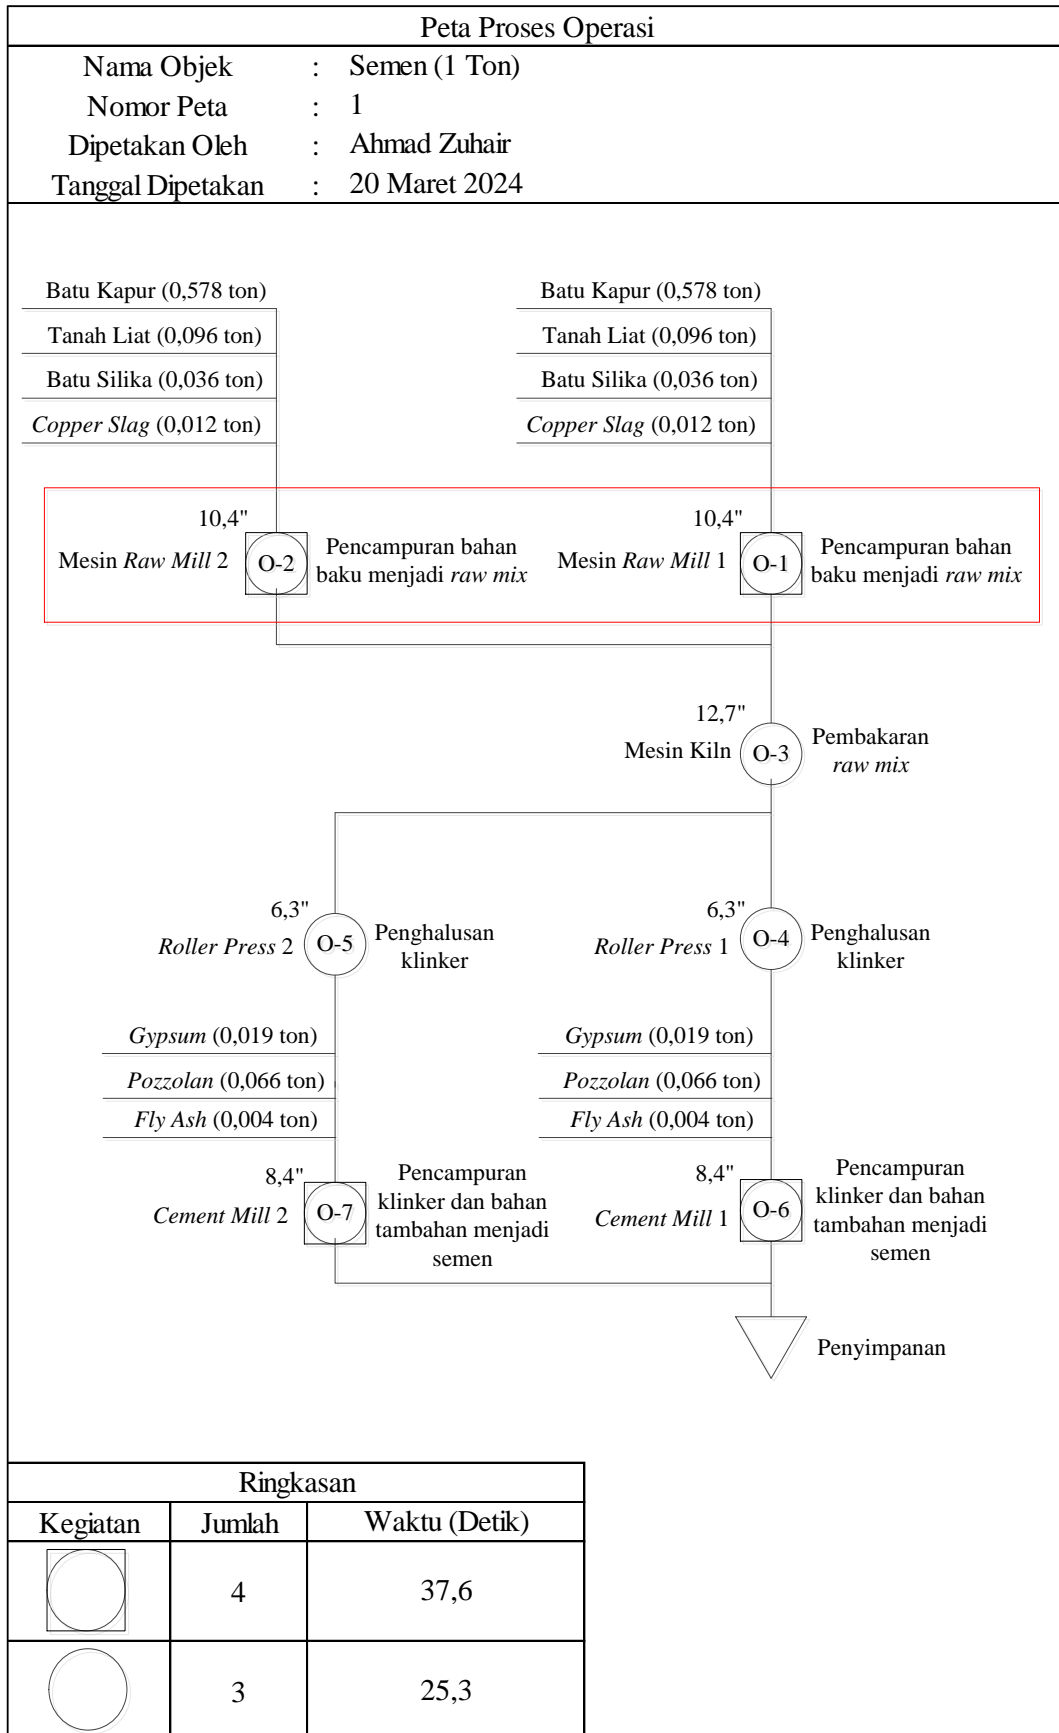 Peta Proses Operasi
Nama Objek : Semen (1 Ton)
Nomor Peta : 1
Dipetakan Oleh : Ahmad Zuhair
Tanggal Dipetakan : 20 Maret 2024
Batu Kapur (0,578 ton)
Tanah Liat (0,096 ton)
Batu Silika (0,036 ton)
Copper Slag (0,012 ton)
Batu Kapur (0,578 ton)
Tanah Liat (0,096 ton)
Batu Silika (0,036 ton)
Copper Slag (0,012 ton)
10,4"
Mesin Raw Mill 2
O-2
Pencampuran bahan
baku menjadi raw mix
10,4"
Mesin Raw Mill 1
O-1
Pencampuran bahan
baku menjadi raw mix
12,7"
Mesin Kiln
O-3
Pembakaran
raw mix
6,3"
Roller Press 2
O-5
Penghalusan
klinker
6,3"
Roller Press 1
O-4
Penghalusan
klinker
Gypsum (0,019 ton)
Pozzolan (0,066 ton)
Fly Ash (0,004 ton)
Gypsum (0,019 ton)
Pozzolan (0,066 ton)
Fly Ash (0,004 ton)
8,4"
Cement Mill 2
O-7
Pencampuran
klinker dan bahan
tambahan menjadi
semen
8,4"
Cement Mill 1
O-6
Pencampuran
klinker dan bahan
tambahan menjadi
semen
Penyimpanan
Ringkasan
Kegiatan Jumlah Waktu (Detik)
4 37,6
3 25,3